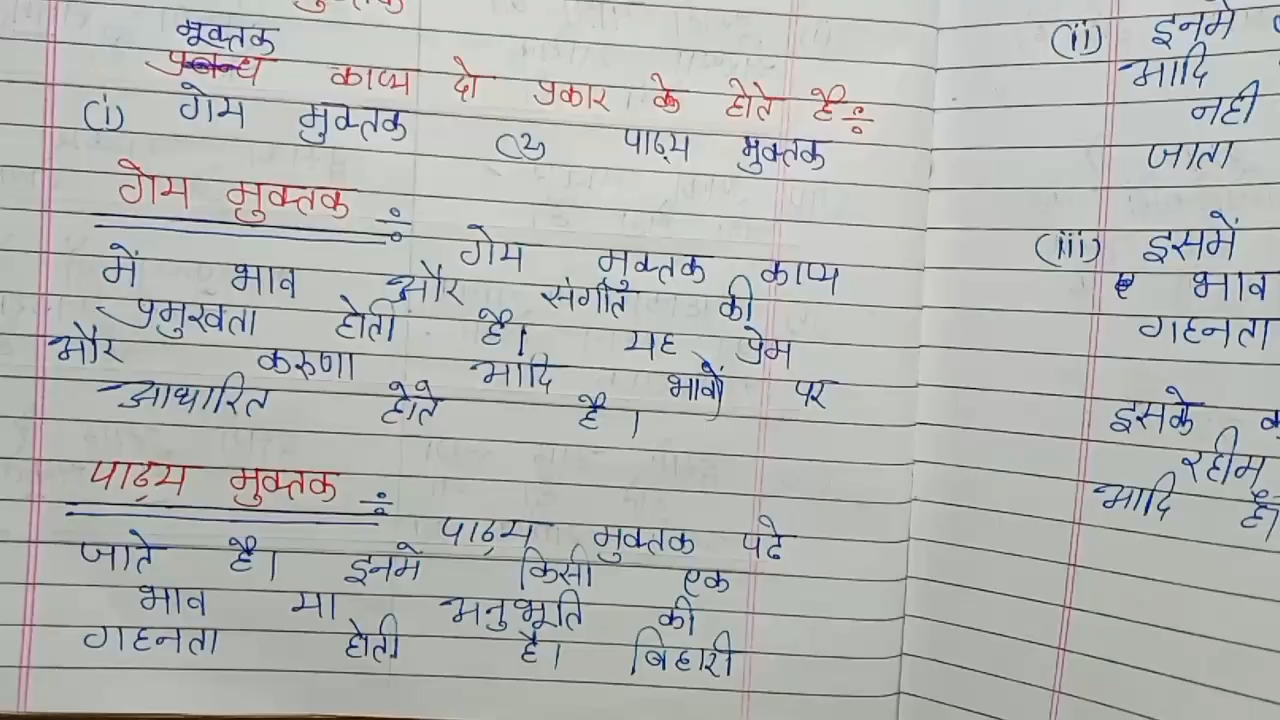 मुक्तक
प्रबन्ध काव्य दो प्रकार के होते है÷
(i) गेय मुक्तक (2) पाठ्य मुक्तक
गेय मुक्तक ÷
गेय मुक्तक काव्य
में भाव और संगीत की
प्रमुखता होती है। यह प्रेम
और करुणा आदि भावों पर
आधारित होते है।
पाठ्य मुक्तक ÷
पाठ्य मुक्तक पढे
जाते है। इनमे किसी एक
भाव या अनुभूति की
गहनता होती है। बिहारी
(ii) इनमे
आदि
नही
जाता
(iii) इसमें
भाव
गहनता
इसके
रहीम
आदि है।